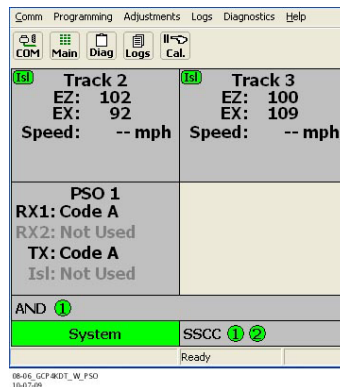 Comm Programming Adjustments Logs Diagnostics Help
COM Main Diag Logs Cal.
Isl Track 2
EZ: 102
EX: 92
Speed: -- mph
Isl Track 3
EZ: 100
EX: 109
Speed: -- mph
PSO 1
RX1: Code A
RX2: Not Used
TX: Code A
Isl: Not Used
AND 1
System
SSCC 1 2
Ready
08-06_GCP4KDT_W_PSO
10-07-09